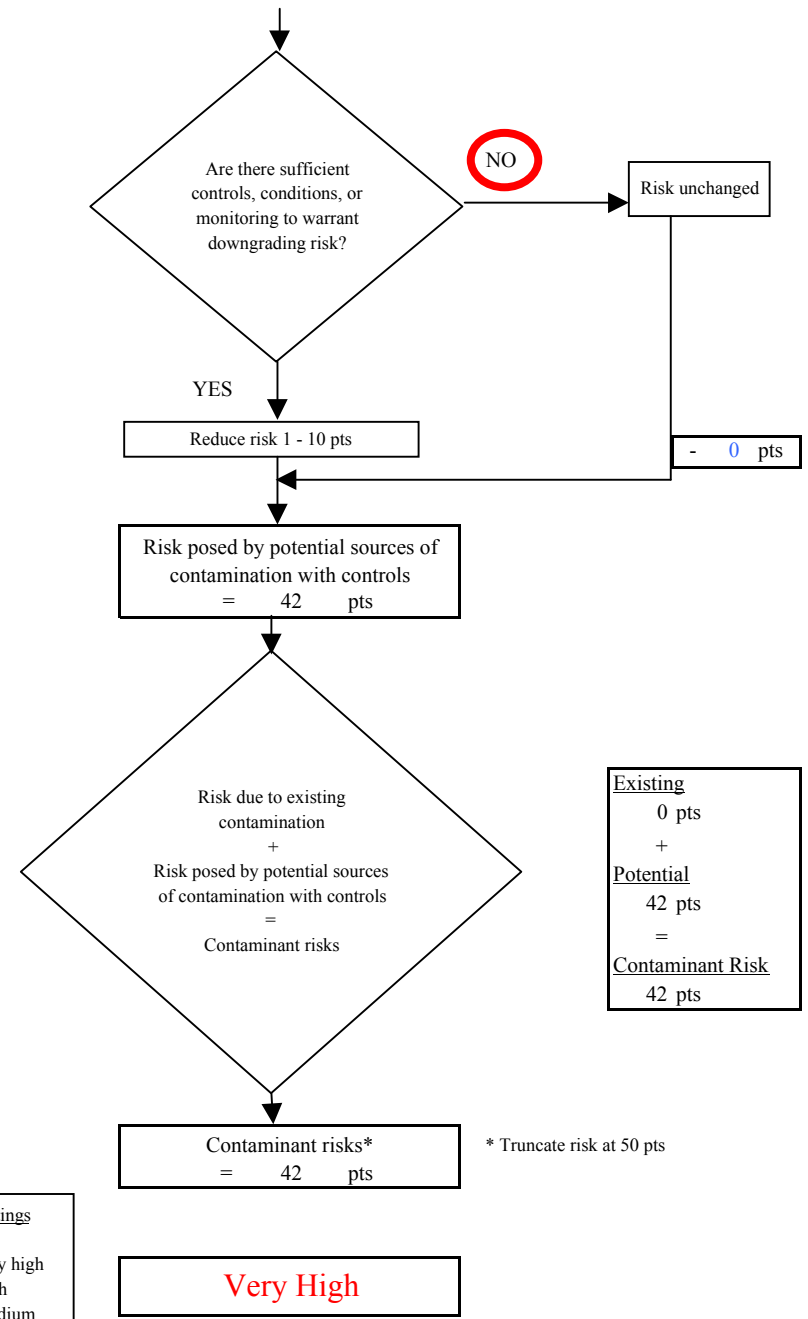 Are there sufficient
controls, conditions, or
monitoring to warrant
downgrading risk?
NO
Risk unchanged
YES
Reduce risk 1 - 10 pts
- 0 pts
Risk posed by potential sources of
contamination with controls
= 42 pts
Risk due to existing
contamination
+
Risk posed by potential sources
of contamination with controls
=
Contaminant risks
Existing
0 pts
+
Potential
42 pts
=
Contaminant Risk
42 pts
Contaminant risks*
= 42 pts
* Truncate risk at 50 pts
high
Very High